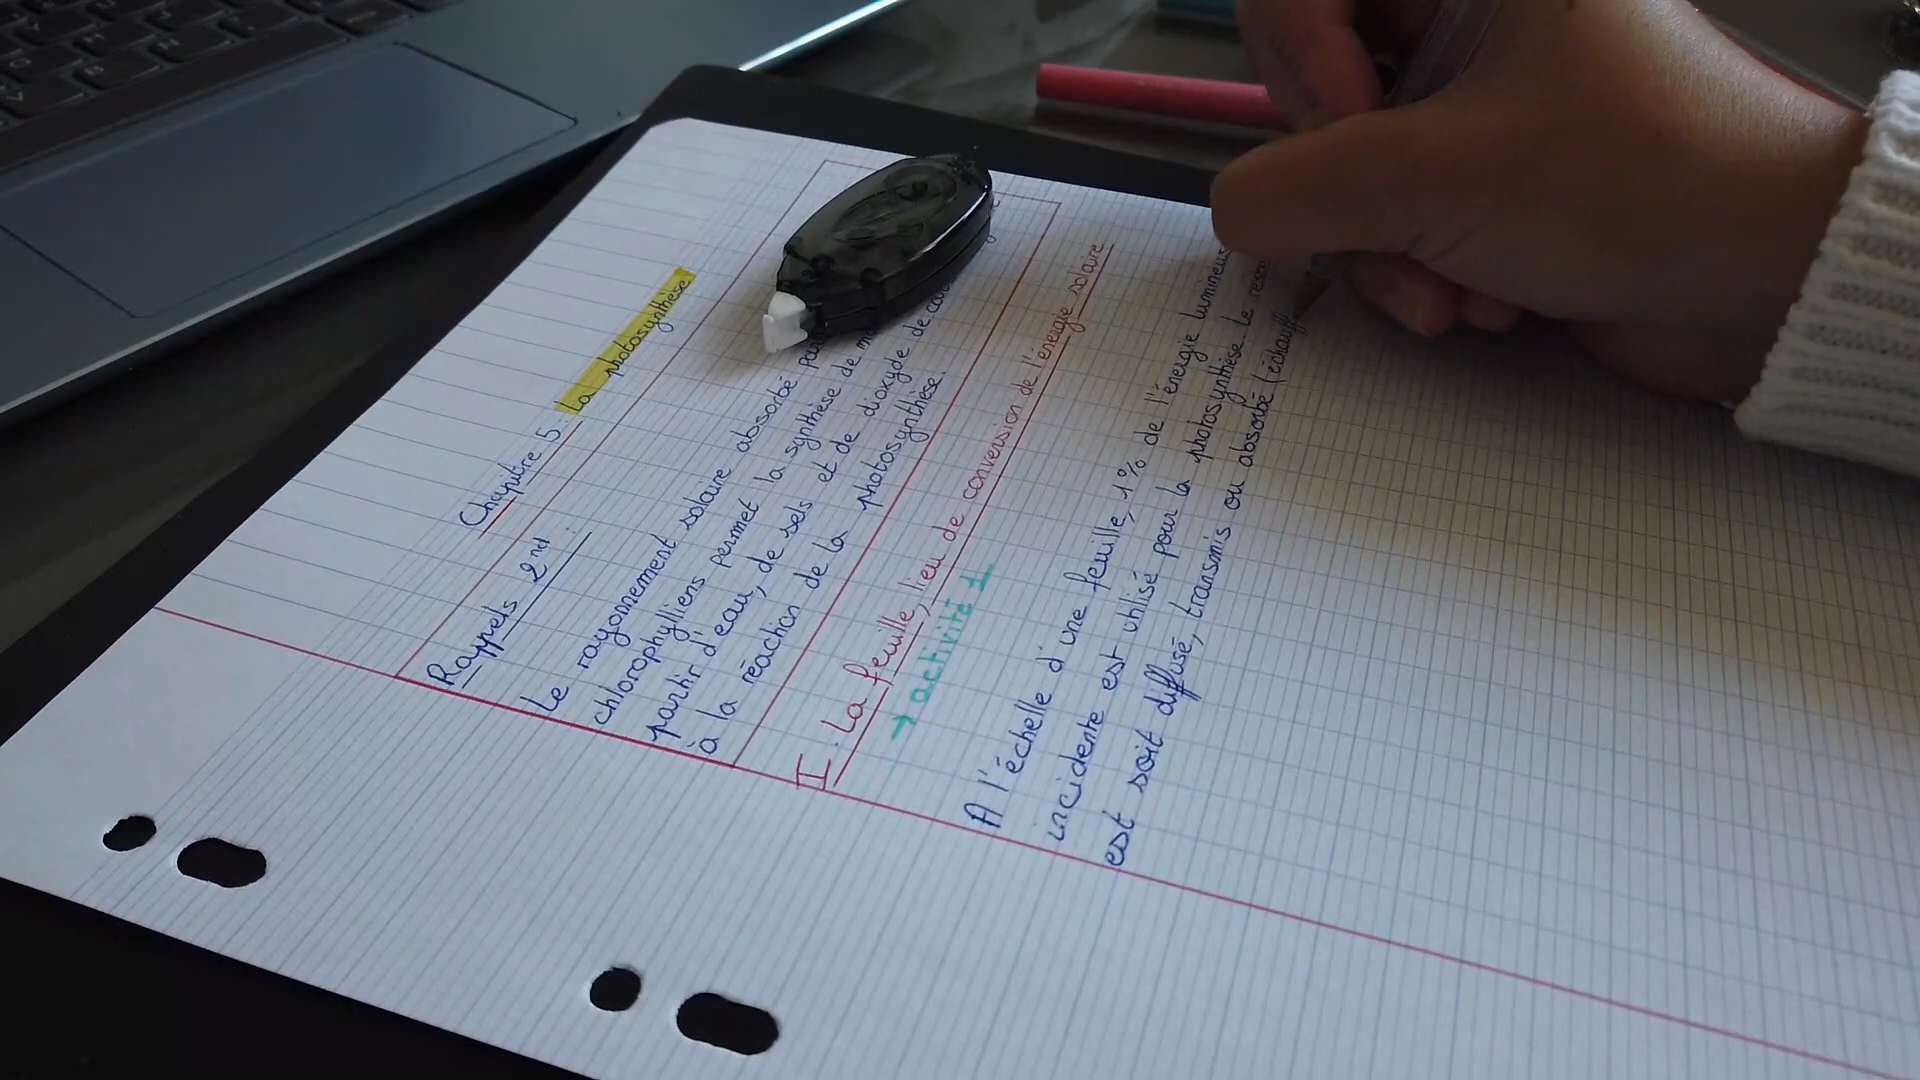 Chapitre 5 : La photosynthèse
Rappels 2nd :
Le rayonnement solaire absorbé par
chlorophylliens permet la synthèse de
partir d'eau, de sels et de dioxyde de
à la réaction de la photosynthèse.
I. La feuille, lieu de conversion de l'énergie solaire
→ activité 1
A l'échelle d'une feuille, 1% de l'énergie
incidente est utilisé pour la photosynthèse le reste
est soit diffusé, transmis ou absorbé (